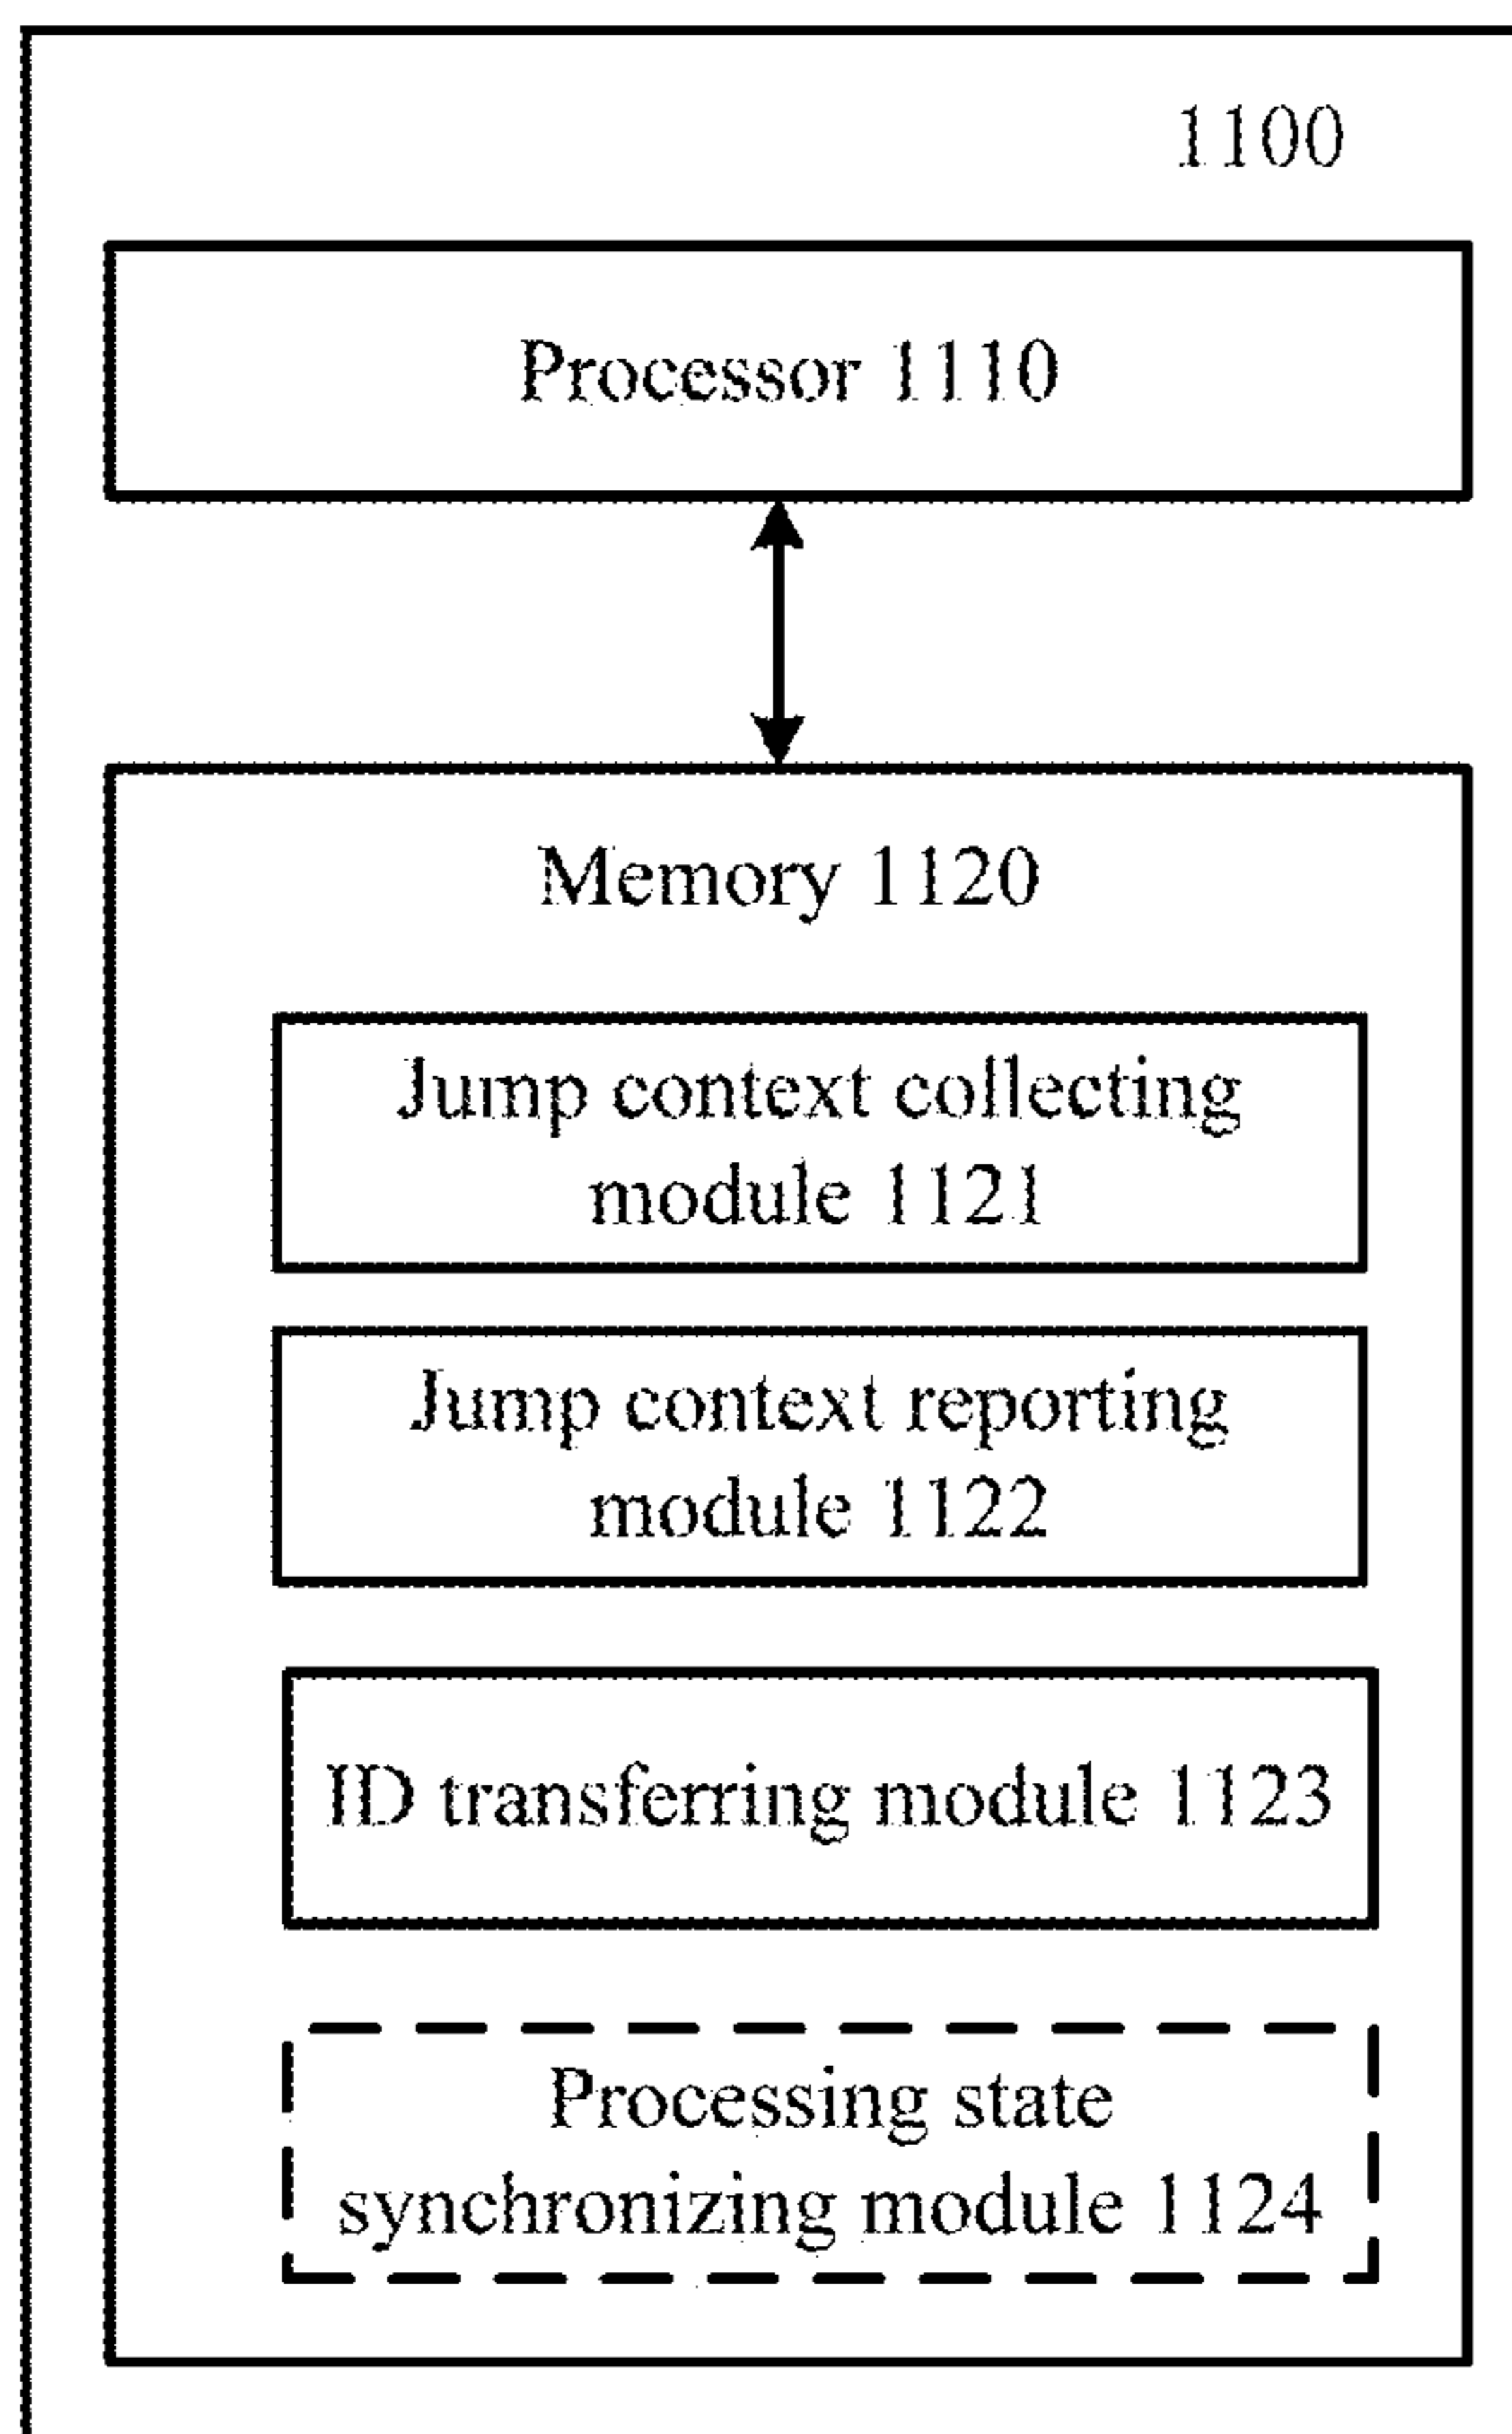 1100
Processor 1110
Memory 1120
Jump context collecting
module 1121
Jump context reporting
module 1122
ID transferring module 1123
Processing state
synchronizing module 1124